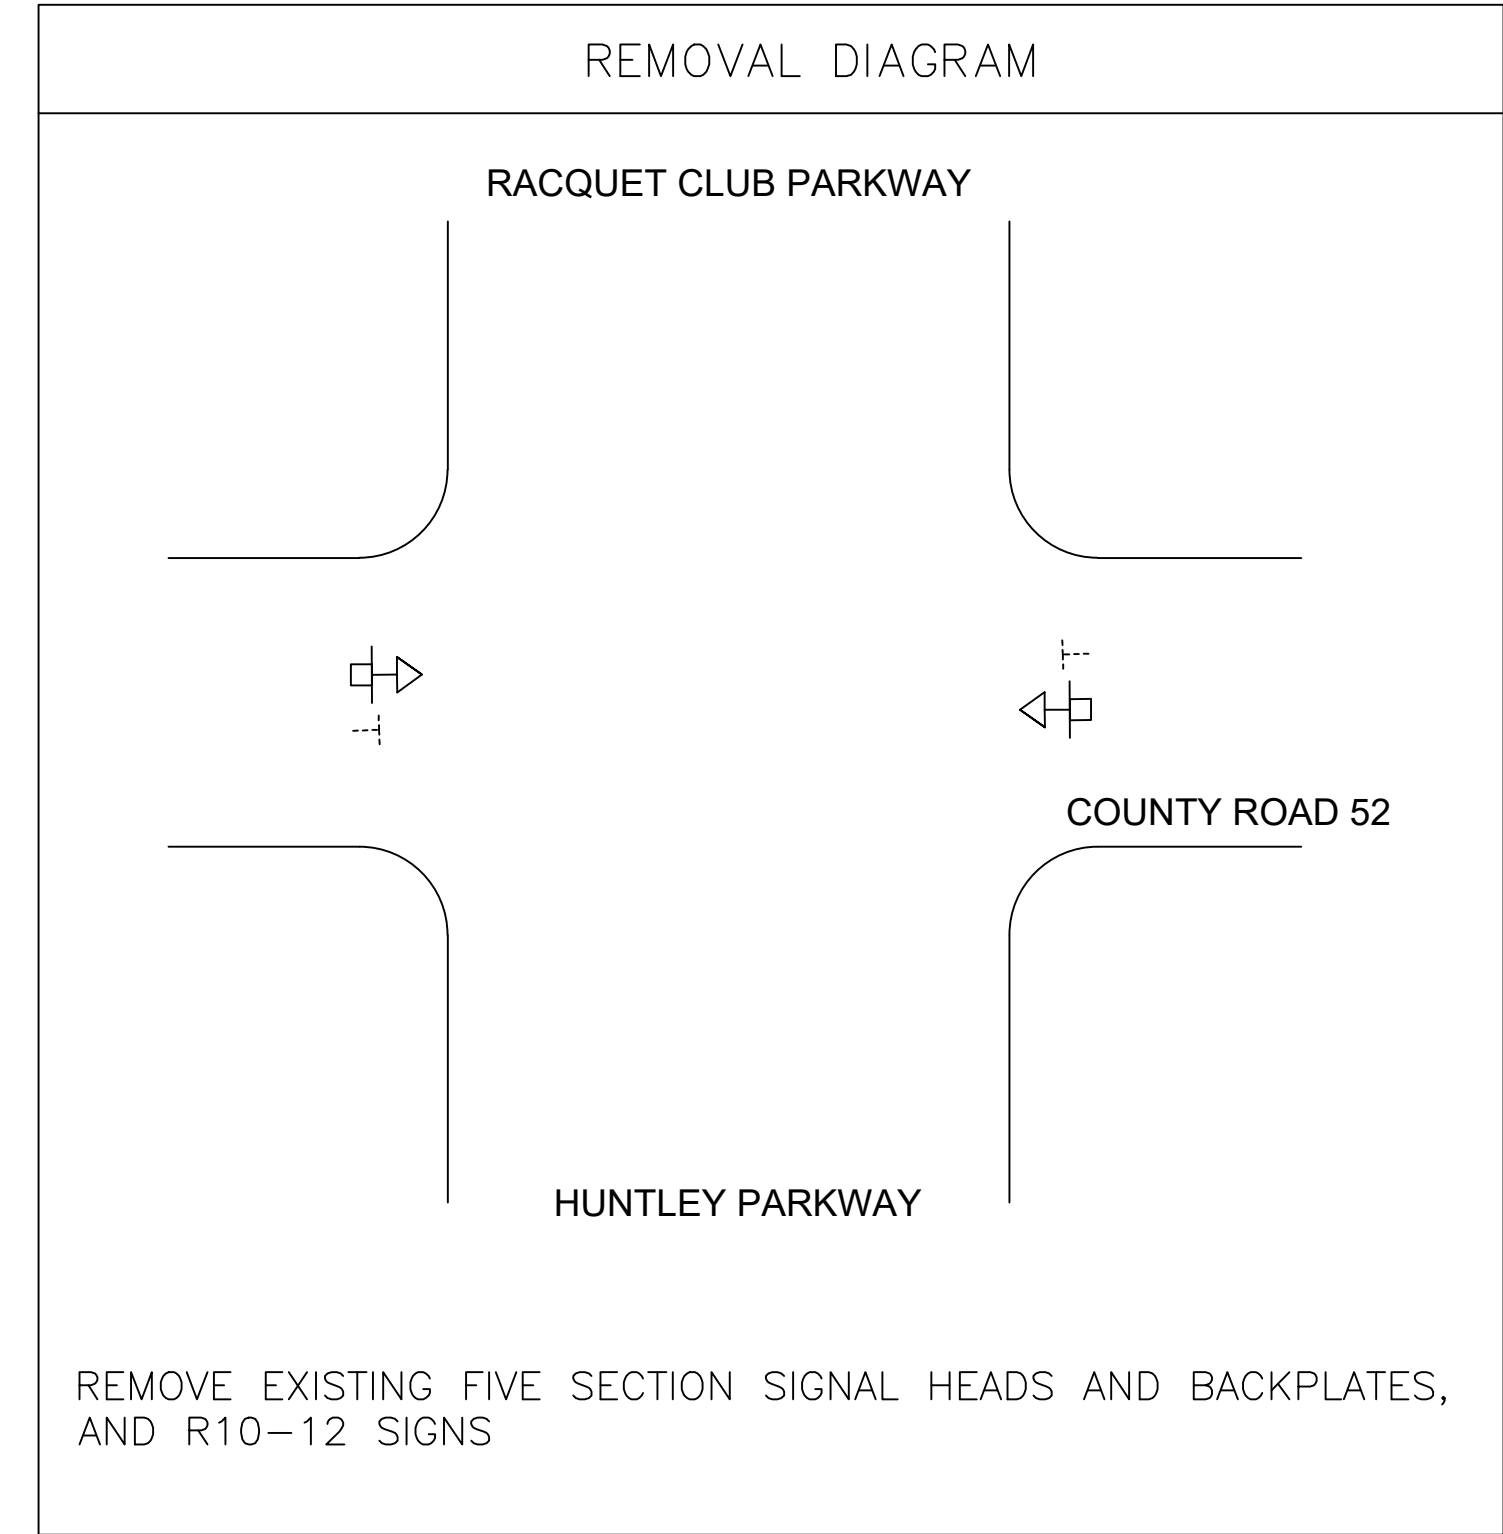 REMOVAL DIAGRAM
RACQUET CLUB PARKWAY
COUNTY ROAD 52
HUNTLEY PARKWAY
REMOVE EXISTING FIVE SECTION SIGNAL HEADS AND BACKPLATES,
AND R10-12 SIGNS